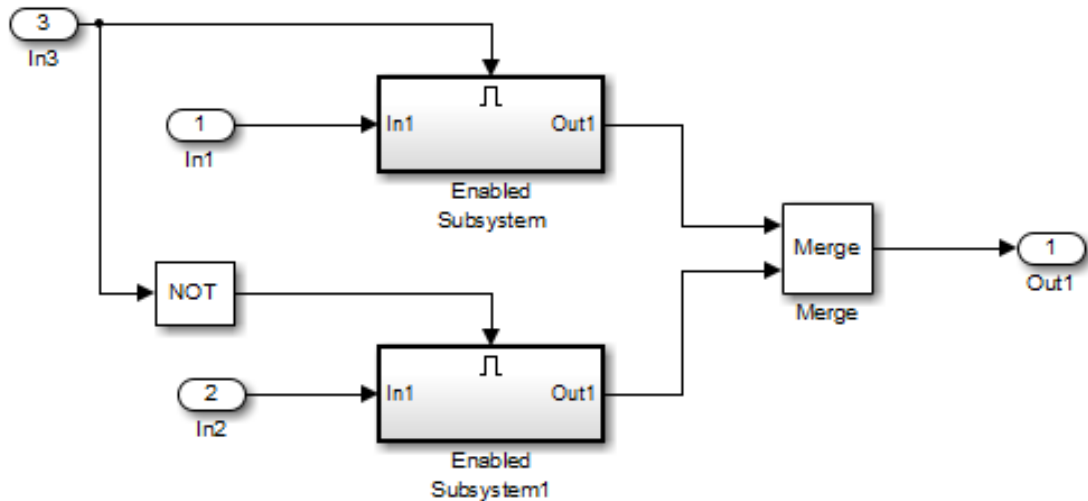 3
In3
1
In1
In1
Out1
Enabled
Subsystem
NOT
Merge
Merge
1
Out1
2
In2
In1
Out1
Enabled
Subsystem1